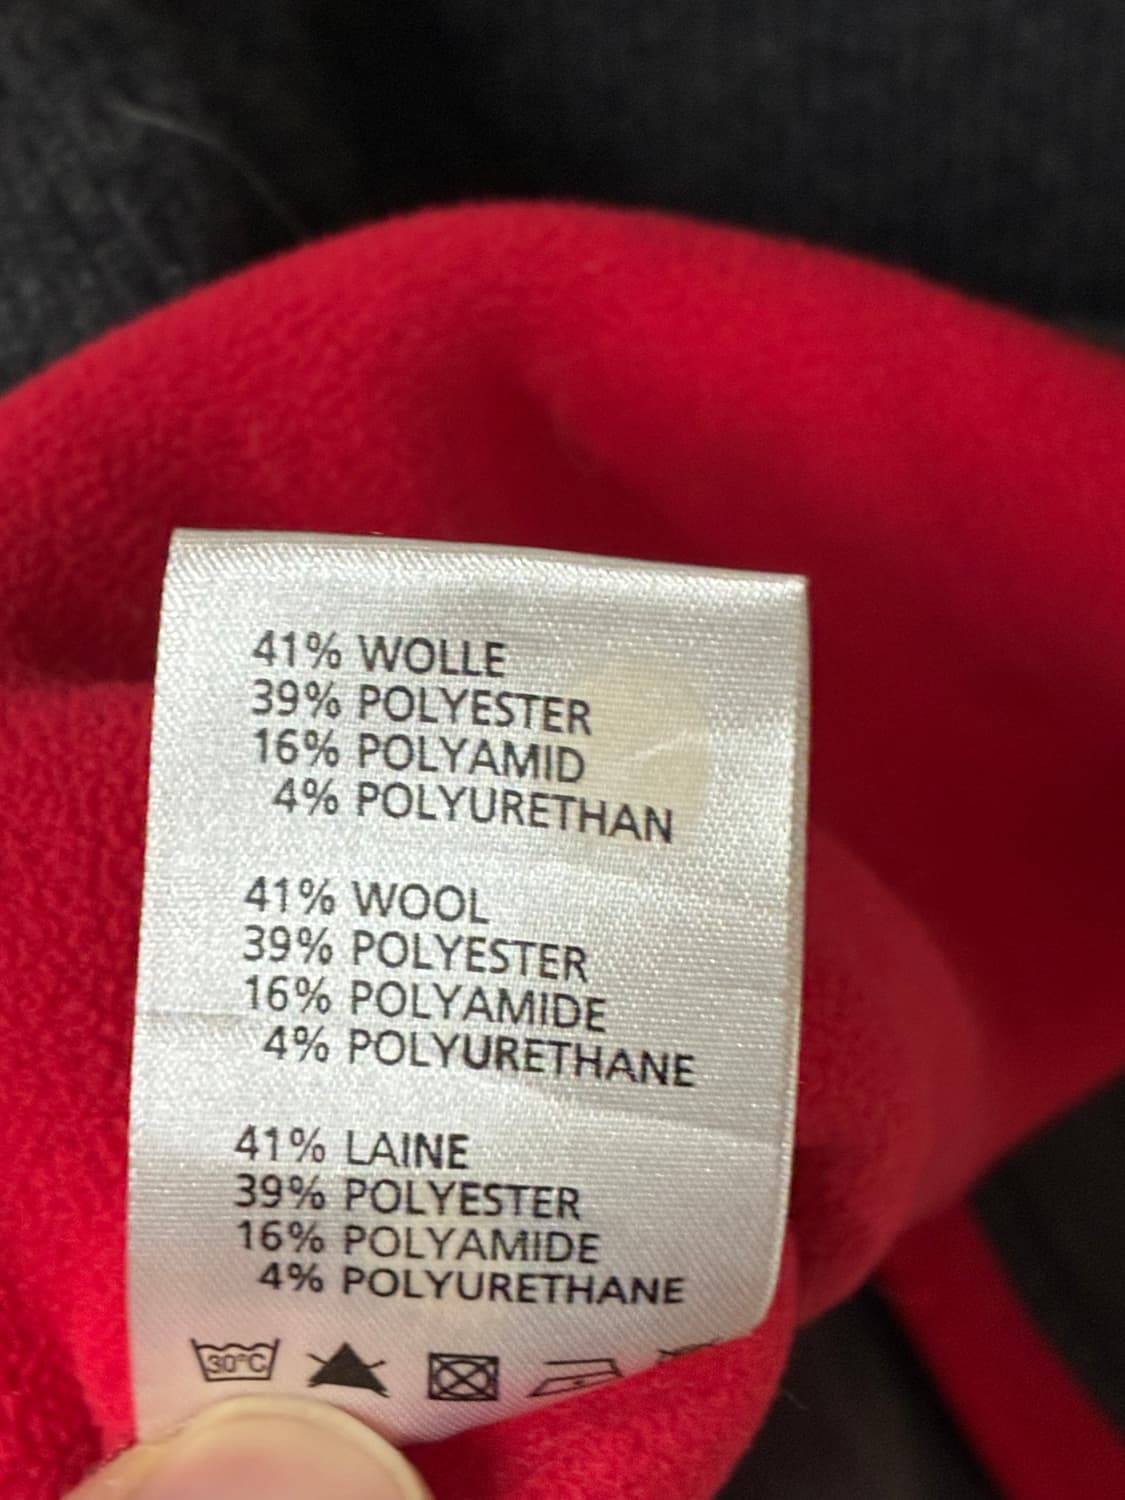 41% WOLLE
39% POLYESTER
16% POLYAMID
4% POLYURETHAN
41% WOOL
39% POLYESTER
16% POLYAMIDE
4% POLYURETHANE
41% LAINE
39% POLYESTER
16% POLYAMIDE
4% POLYURETHANE
30°C